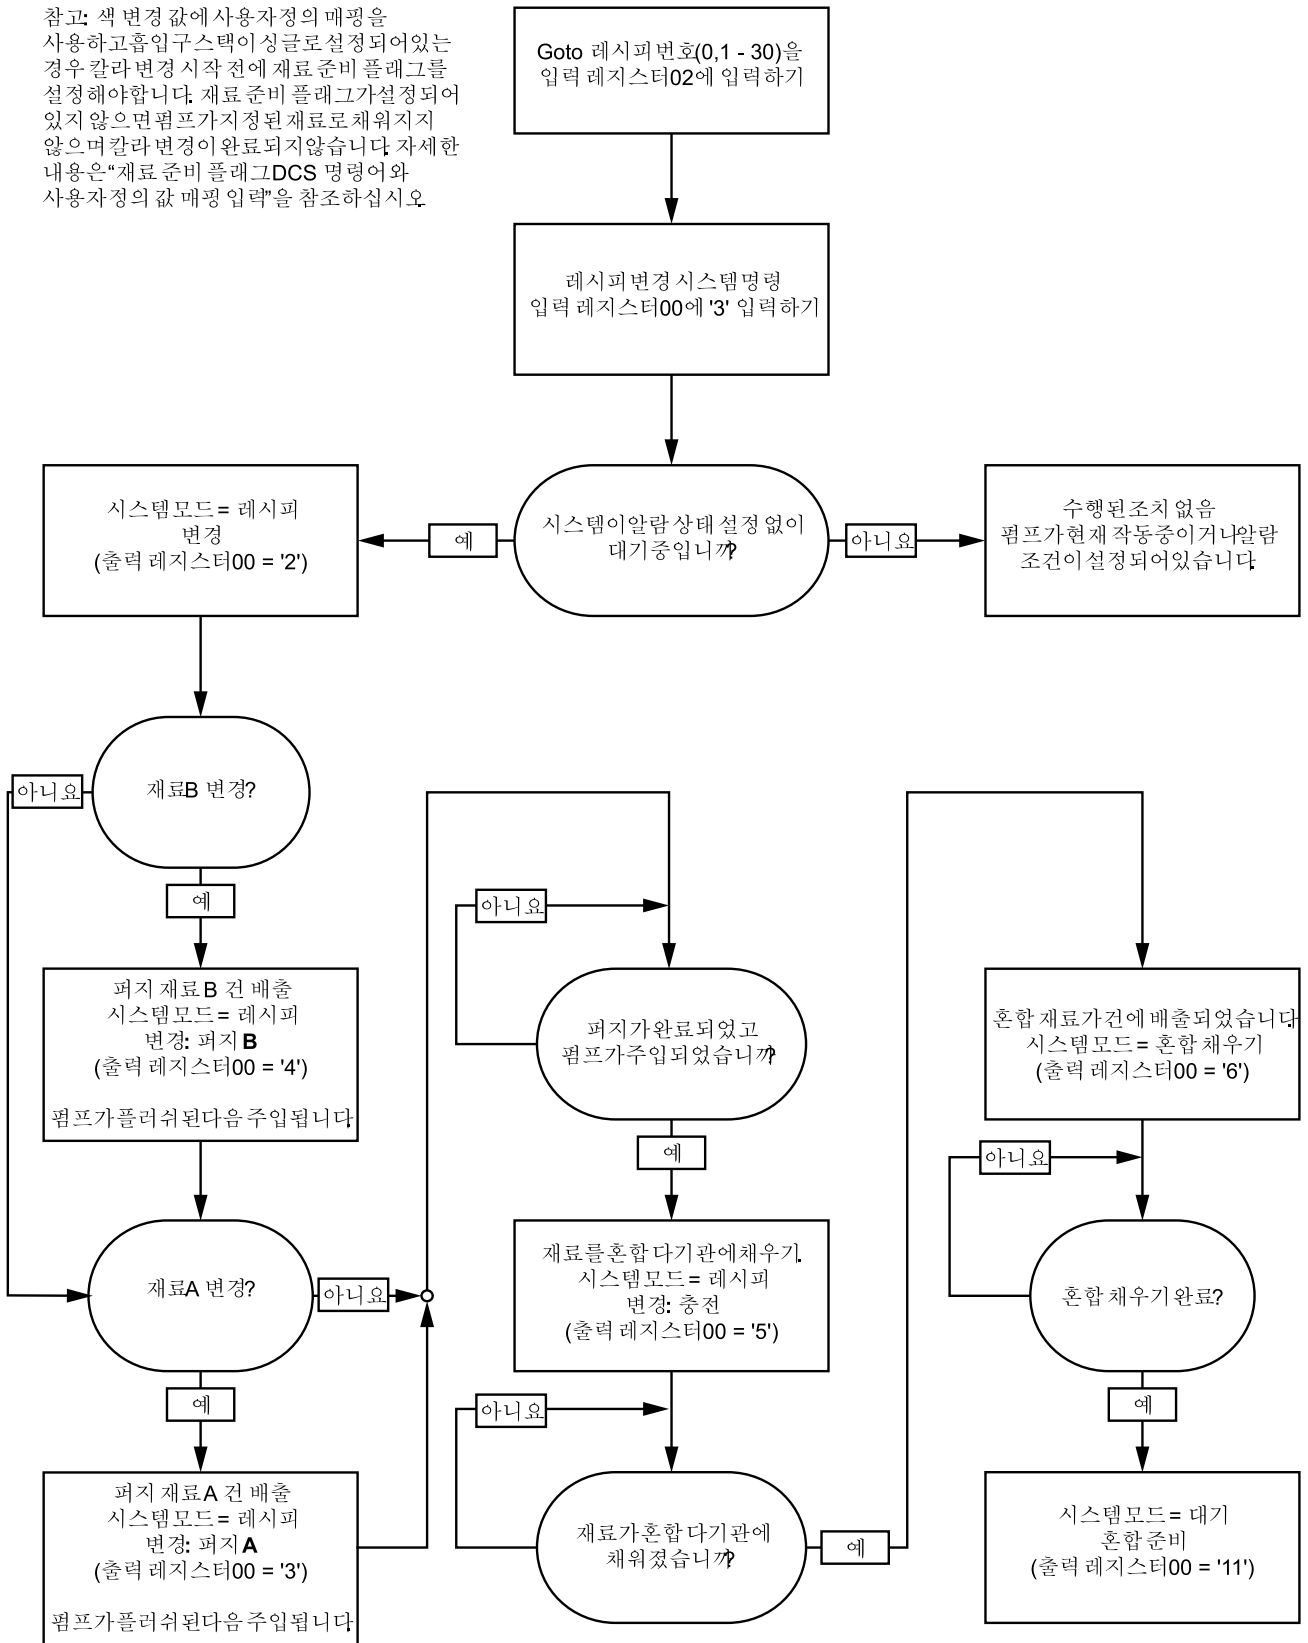 참고: 색 변경 값에 사용자 정의 매핑을
사용하고 흡입구 스택이 싱글로 설정되어 있는
경우 칼라 변경 시작 전에 재료 준비 플래그를
설정해야 합니다. 재료 준비 플래그가 설정되어
있지 않으면 펌프가 지정된 재료로 채워지지
않으며 칼라 변경이 완료되지 않습니다. 자세한
내용은 “재료 준비 플래그 DCS 명령어와
사용자 정의 값 매핑 입력”을 참조하십시오.
Goto 레시피 번호(0,1 - 30)을
입력 레지스터 02에 입력하기
레시피 변경 시스템 명령
입력 레지스터 00에 '3' 입력하기
시스템 모드 = 레시피
변경
(출력 레지스터 00 = '2')
예
시스템이 알람 상태 설정 없이
대기 중입니까?
아니요
수행된 조치 없음
펌프가 현재 작동 중이거나 알람
조건이 설정되어 있습니다.
아니요
재료 B 변경?
예
퍼지 재료 B 건 배출
시스템 모드 = 레시피
변경: 퍼지 B
(출력 레지스터 00 = '4')
펌프가 플러쉬된 다음 주입됩니다.
재료 A 변경?
아니요
예
퍼지 재료 A 건 배출
시스템 모드 = 레시피
변경: 퍼지 A
(출력 레지스터 00 = '3')
펌프가 플러쉬된 다음 주입됩니다.
아니요
퍼지가 완료되었고
펌프가 주입되었습니까?
예
재료를 혼합 다기관에 채우기.
시스템 모드 = 레시피
변경: 충전
(출력 레지스터 00 = '5')
아니요
재료가 혼합 다기관에
채워졌습니까?
예
혼합 재료가 건에 배출되었습니다.
시스템 모드 = 혼합 채우기
(출력 레지스터 00 = '6')
아니요
혼합 채우기 완료?
예
시스템 모드 = 대기
혼합 준비
(출력 레지스터 00 = '11')